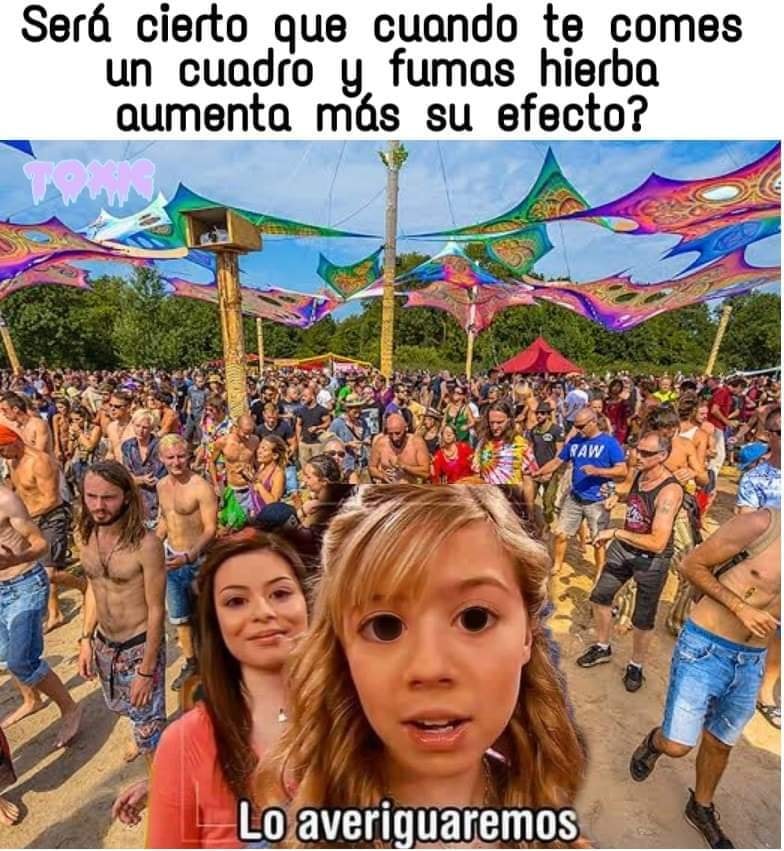 Será cierto que cuando te comes
un cuadro y fumas hierba
aumenta más su efecto?
TOXIC
RAW
Lo averiguaremos